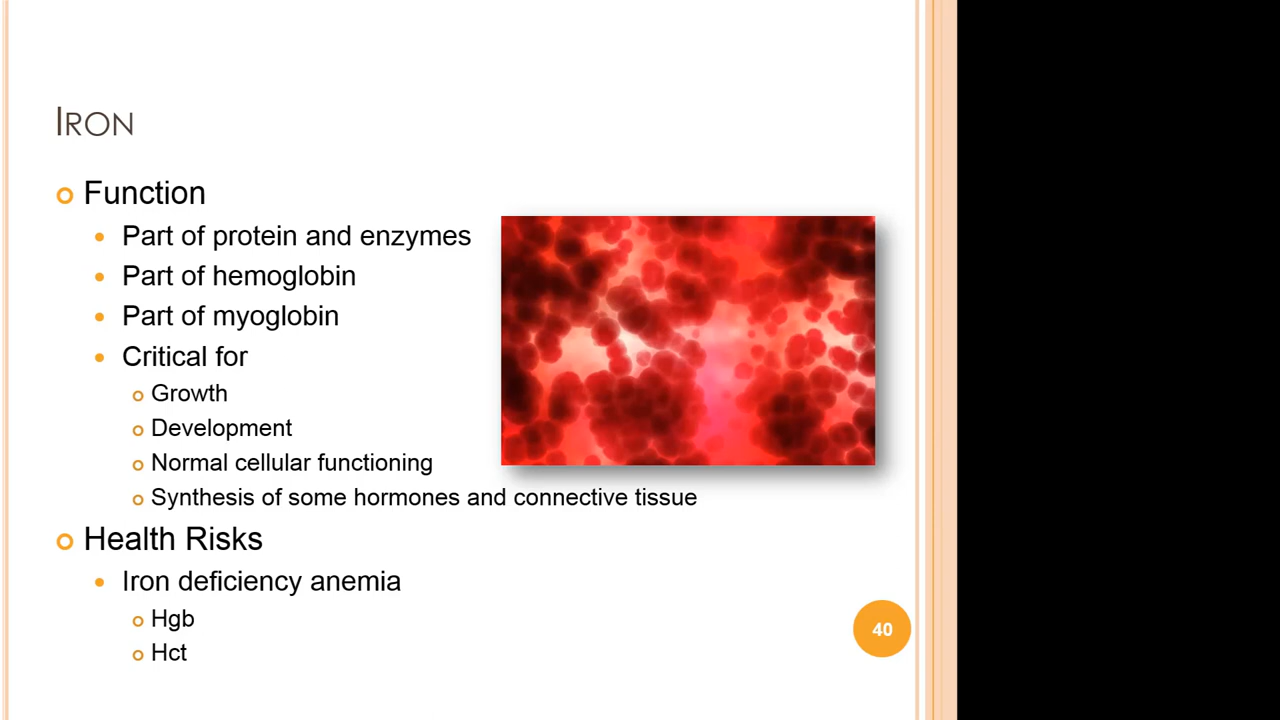 Iron
Function
Part of protein and enzymes
Part of hemoglobin
Part of myoglobin
Critical for
Growth
Development
Normal cellular functioning
Synthesis of some hormones and connective tissue
Health Risks
Iron deficiency anemia
Hgb
Hct
40